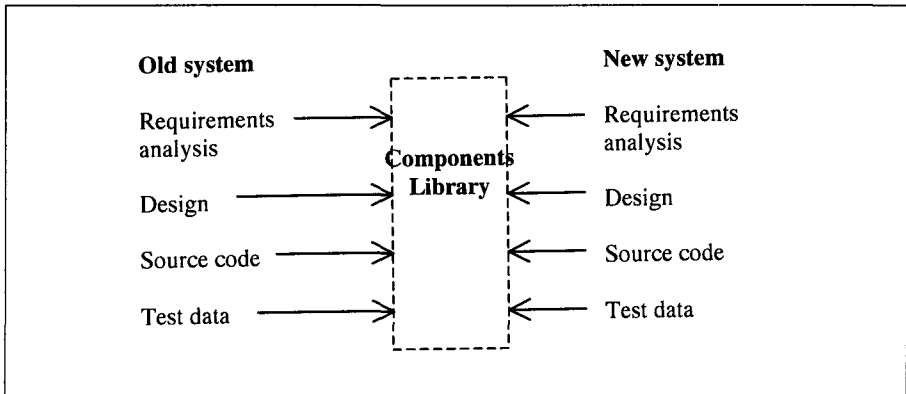 Old system
New system
Requirements
analysis
Components
Library
Requirements
analysis
Design
Design
Source code
Source code
Test data
Test data